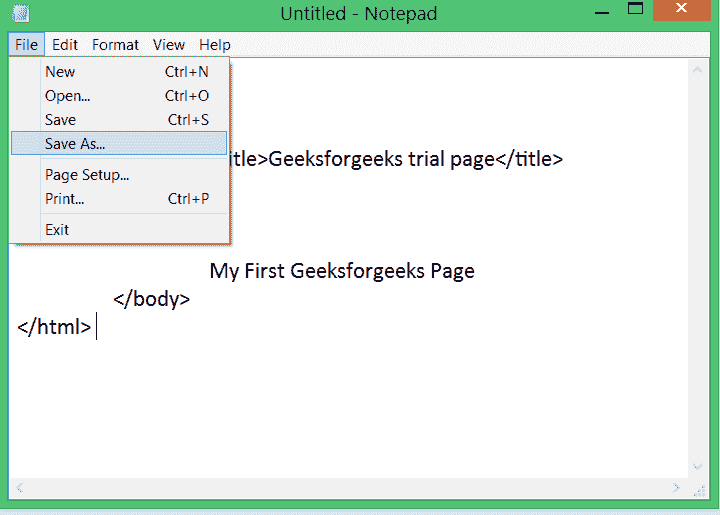 Untitled - Notepad
File Edit Format View Help
New Ctrl+N
Open... Ctrl+O
Save Ctrl+S
Save As...
Page Setup...
Print... Ctrl+P
Exit
itle>Geeksforgeeks trial page</title>
My First Geeksforgeeks Page
</body>
</html>